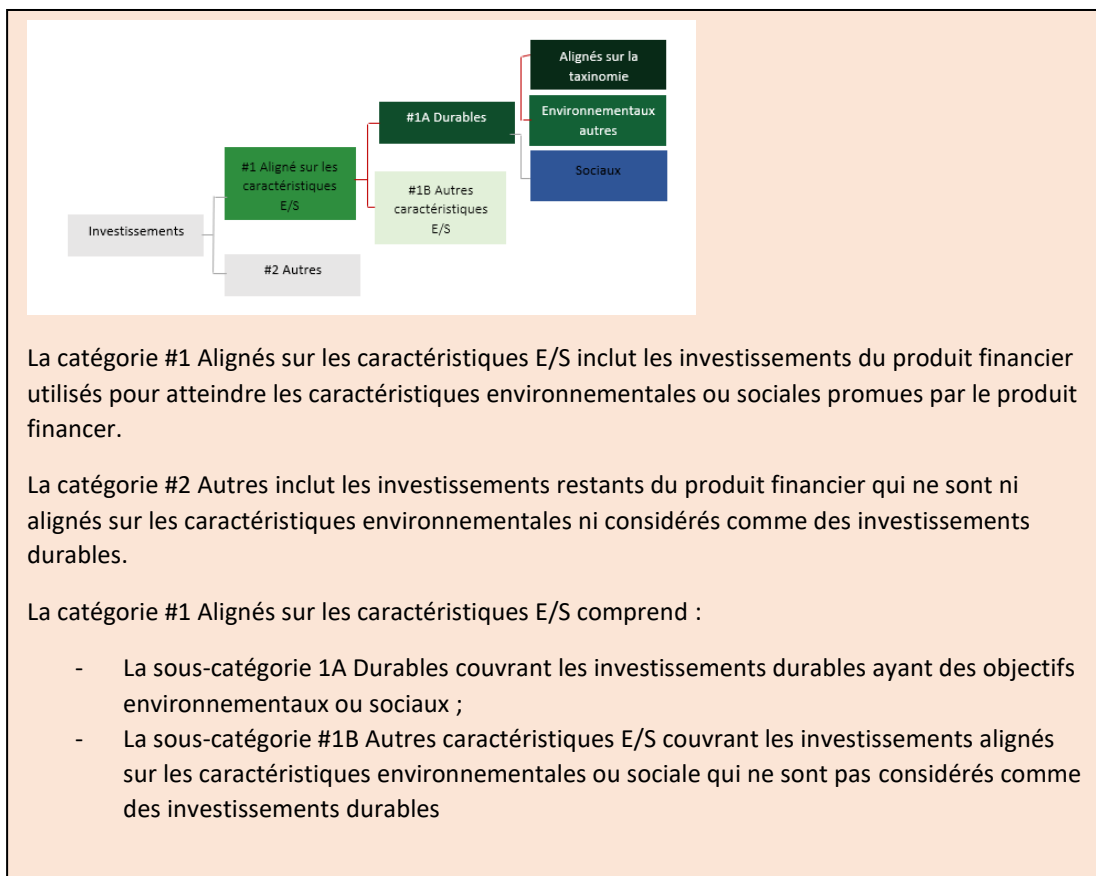 Alignés sur la
taxinomie
#1A Durables
Environnementaux
autres
#1 Aligné sur les
caractéristiques
E/S
Sociaux
#1B Autres
caractéristiques
E/S
Investissements
#2 Autres
La catégorie #1 Alignés sur les caractéristiques E/S inclut les investissements du produit financier
utilisés pour atteindre les caractéristiques environnementales ou sociales promues par le produit
financer.
La catégorie #2 Autres inclut les investissements restants du produit financier qui ne sont ni
alignés sur les caractéristiques environnementales ni considérés comme des investissements
durables.
La catégorie #1 Alignés sur les caractéristiques E/S comprend :
- La sous-catégorie 1A Durables couvrant les investissements durables ayant des objectifs
environnementaux ou sociaux ;
- La sous-catégorie #1B Autres caractéristiques E/S couvrant les investissements alignés
sur les caractéristiques environnementales ou sociale qui ne sont pas considérés comme
des investissements durables